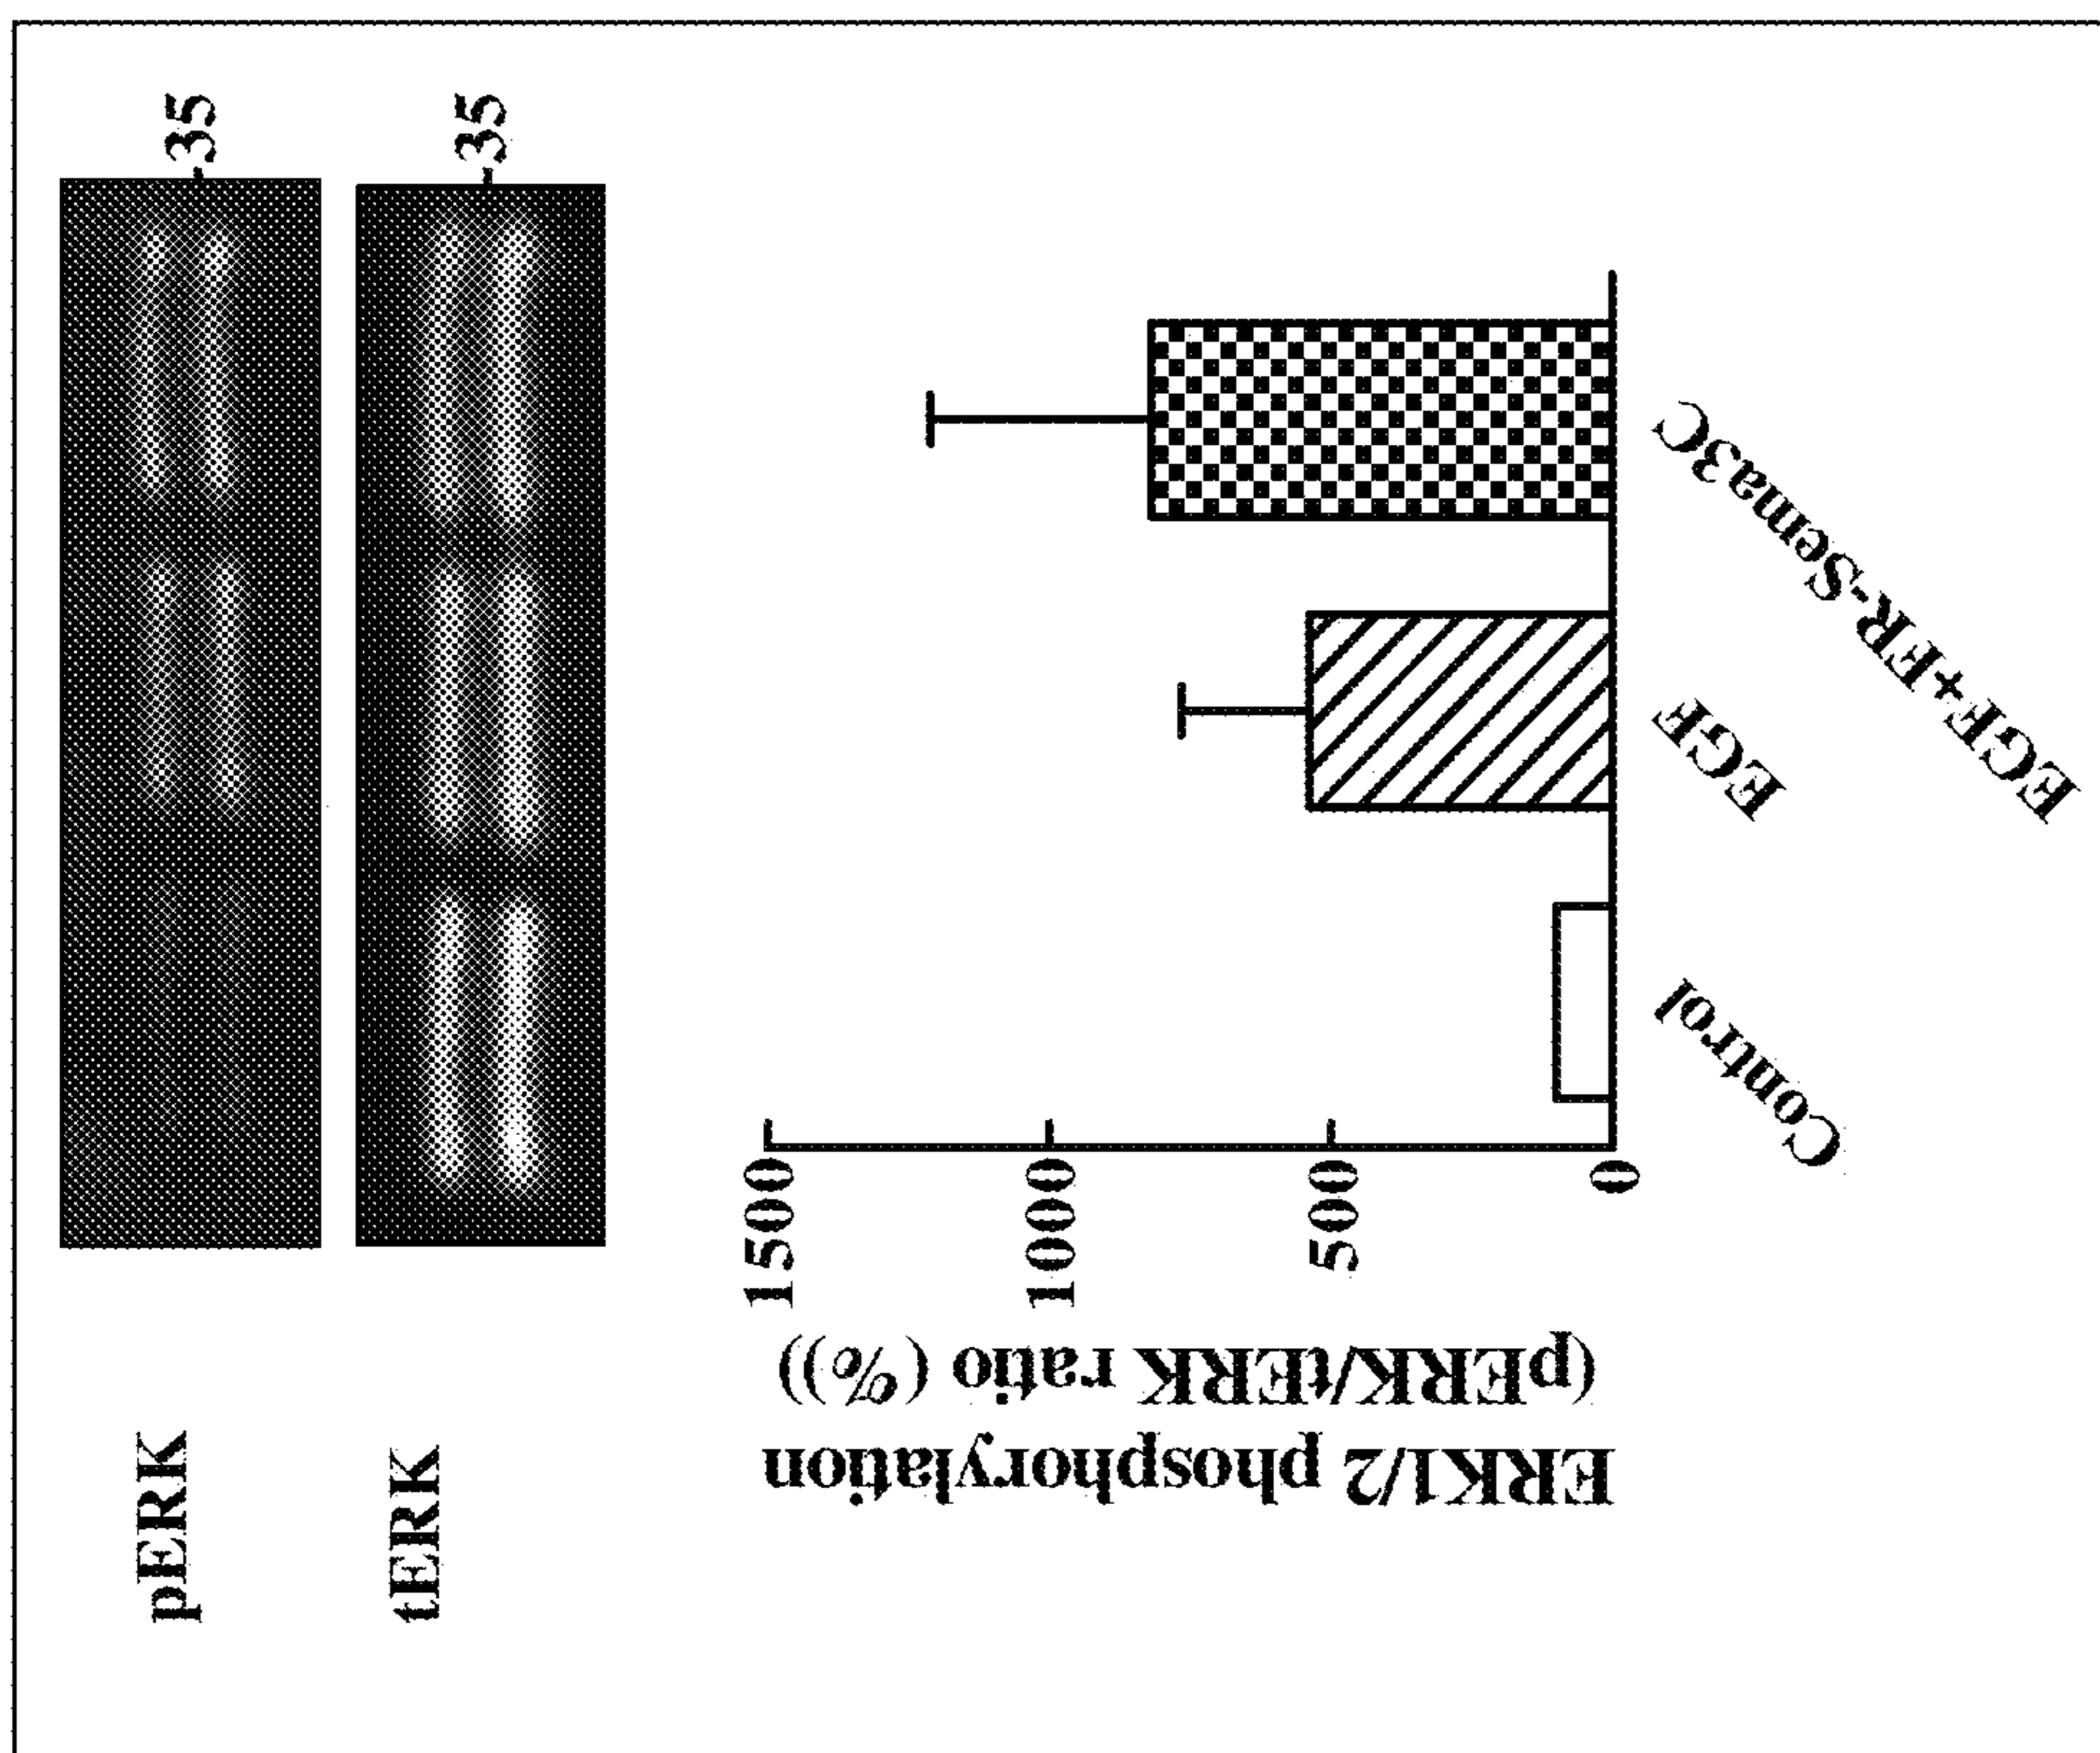 pERK
-35
tERK
-35
ERK1/2 phosphorylation
(pERK/tERK ratio (%))
1500
1000
500
0
Control
EGF
EGF+FR-Sema3C